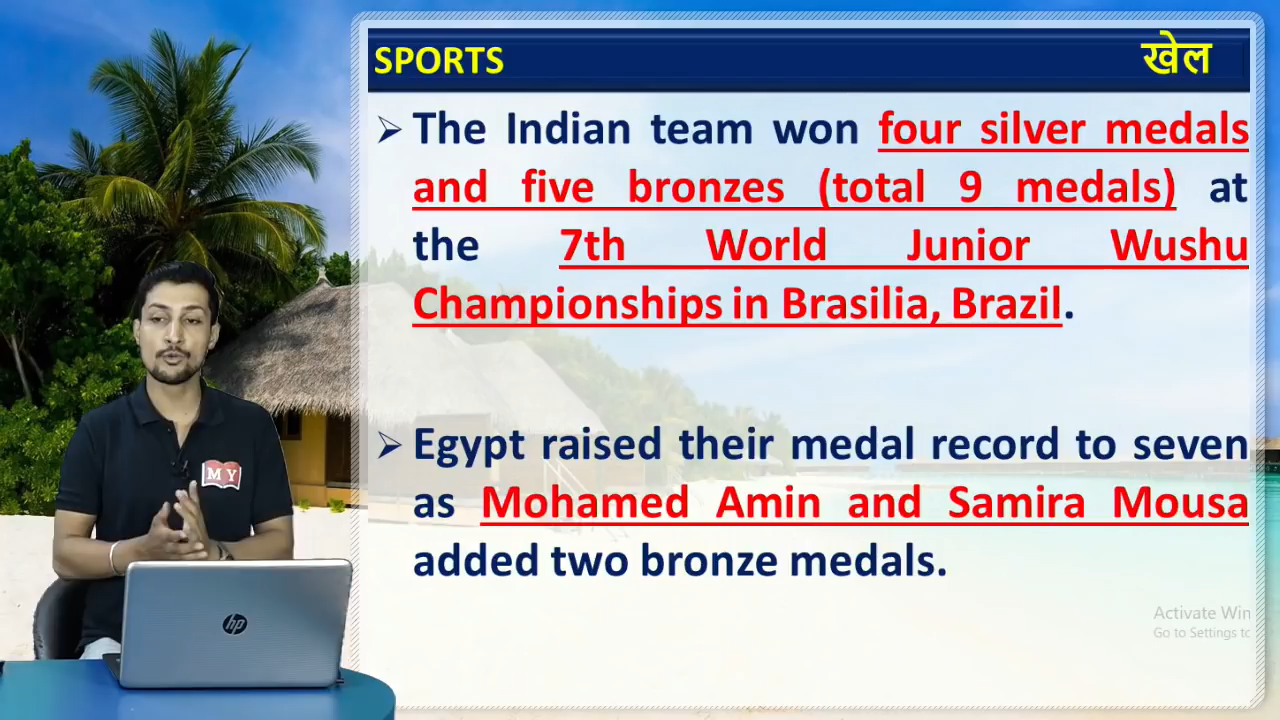 SPORTS खेल
➢ The Indian team won four silver medals
and five bronzes (total 9 medals) at
the 7th World Junior Wushu
Championships in Brasilia, Brazil.
➢ Egypt raised their medal record to seven
as Mohamed Amin and Samira Mousa
added two bronze medals.
MY
hp
Activate Win
Go to Settings to